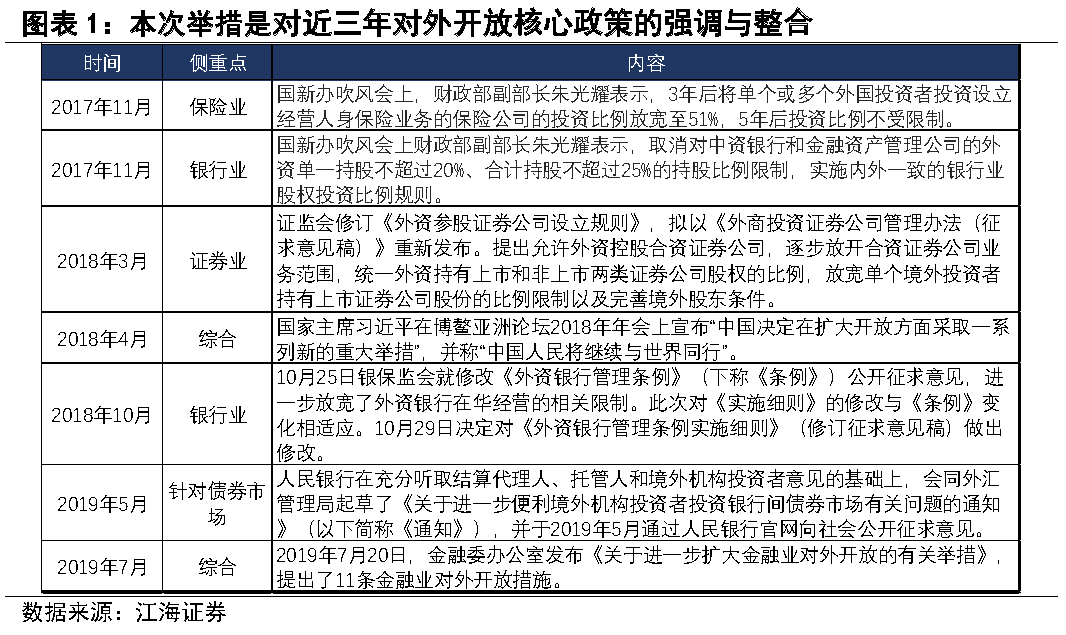 图表 1：本次举措是对近三年对外开放核心政策的强调与整合
时间 侧重点 内容
2017年11月 保险业 国新办吹风会上，财政部副部长朱光耀表示，3年后将单个或多个外国投资者投资设立
经营人身保险业务的保险公司的投资比例放宽至51%，5年后投资比例不受限制。
2017年11月 银行业 国新办吹风会上财政部副部长朱光耀表示，取消对中资银行和金融资产管理公司的外
资单一持股不超过20%、合计持股不超过25%的持股比例限制，实施内外一致的银行业
股权投资比例规则。
2018年3月 证券业 证监会修订《外资参股证券公司设立规则》，拟以《外商投资证券公司管理办法（征
求意见稿）》重新发布。提出允许外资控股合资证券公司，逐步放开合资证券公司业
务范围，统一外资持有上市和非上市两类证券公司股权的比例，放宽单个境外投资者
持有上市证券公司股份的比例限制以及完善境外股东条件。
2018年4月 综合 国家主席习近平在博鳌亚洲论坛2018年年会上宣布“中国决定在扩大开放方面采取一系
列新的重大举措”，并称“中国人民将继续与世界同行”。
2018年10月 银行业 10月25日银保监会就修改《外资银行管理条例》（下称《条例》）公开征求意见，进
一步放宽了外资银行在华经营的相关限制。此次对《实施细则》的修改与《条例》变
化相适应。10月29日决定对《外资银行管理条例实施细则》（修订征求意见稿）做出
修改。
2019年5月 针对债券市
场 人民银行在充分听取结算代理人、托管人和境外机构投资者意见的基础上，会同外汇
管理局起草了《关于进一步便利境外机构投资者投资银行间债券市场有关问题的通知
》（以下简称《通知》），并于2019年5月通过人民银行官网向社会公开征求意见。
2019年7月 综合 2019年7月20日，金融委办公室发布《关于进一步扩大金融业对外开放的有关举措》，
提出了11条金融业对外开放措施。
数据来源：江海证券